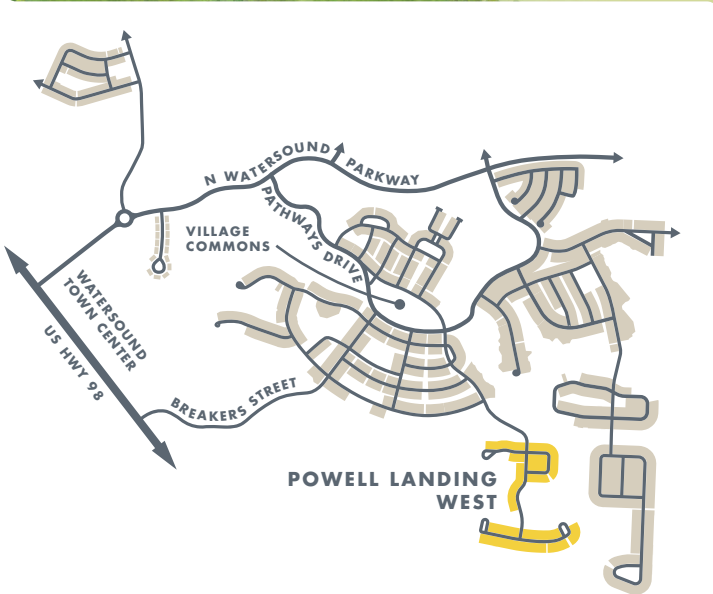 N WATERSOUND PARKWAY
PATHWAYS DRIVE
VILLAGE
COMMONS
WATERSOUND
TOWN CENTER
US HWY 98
BREAKERS STREET
POWELL LANDING
WEST